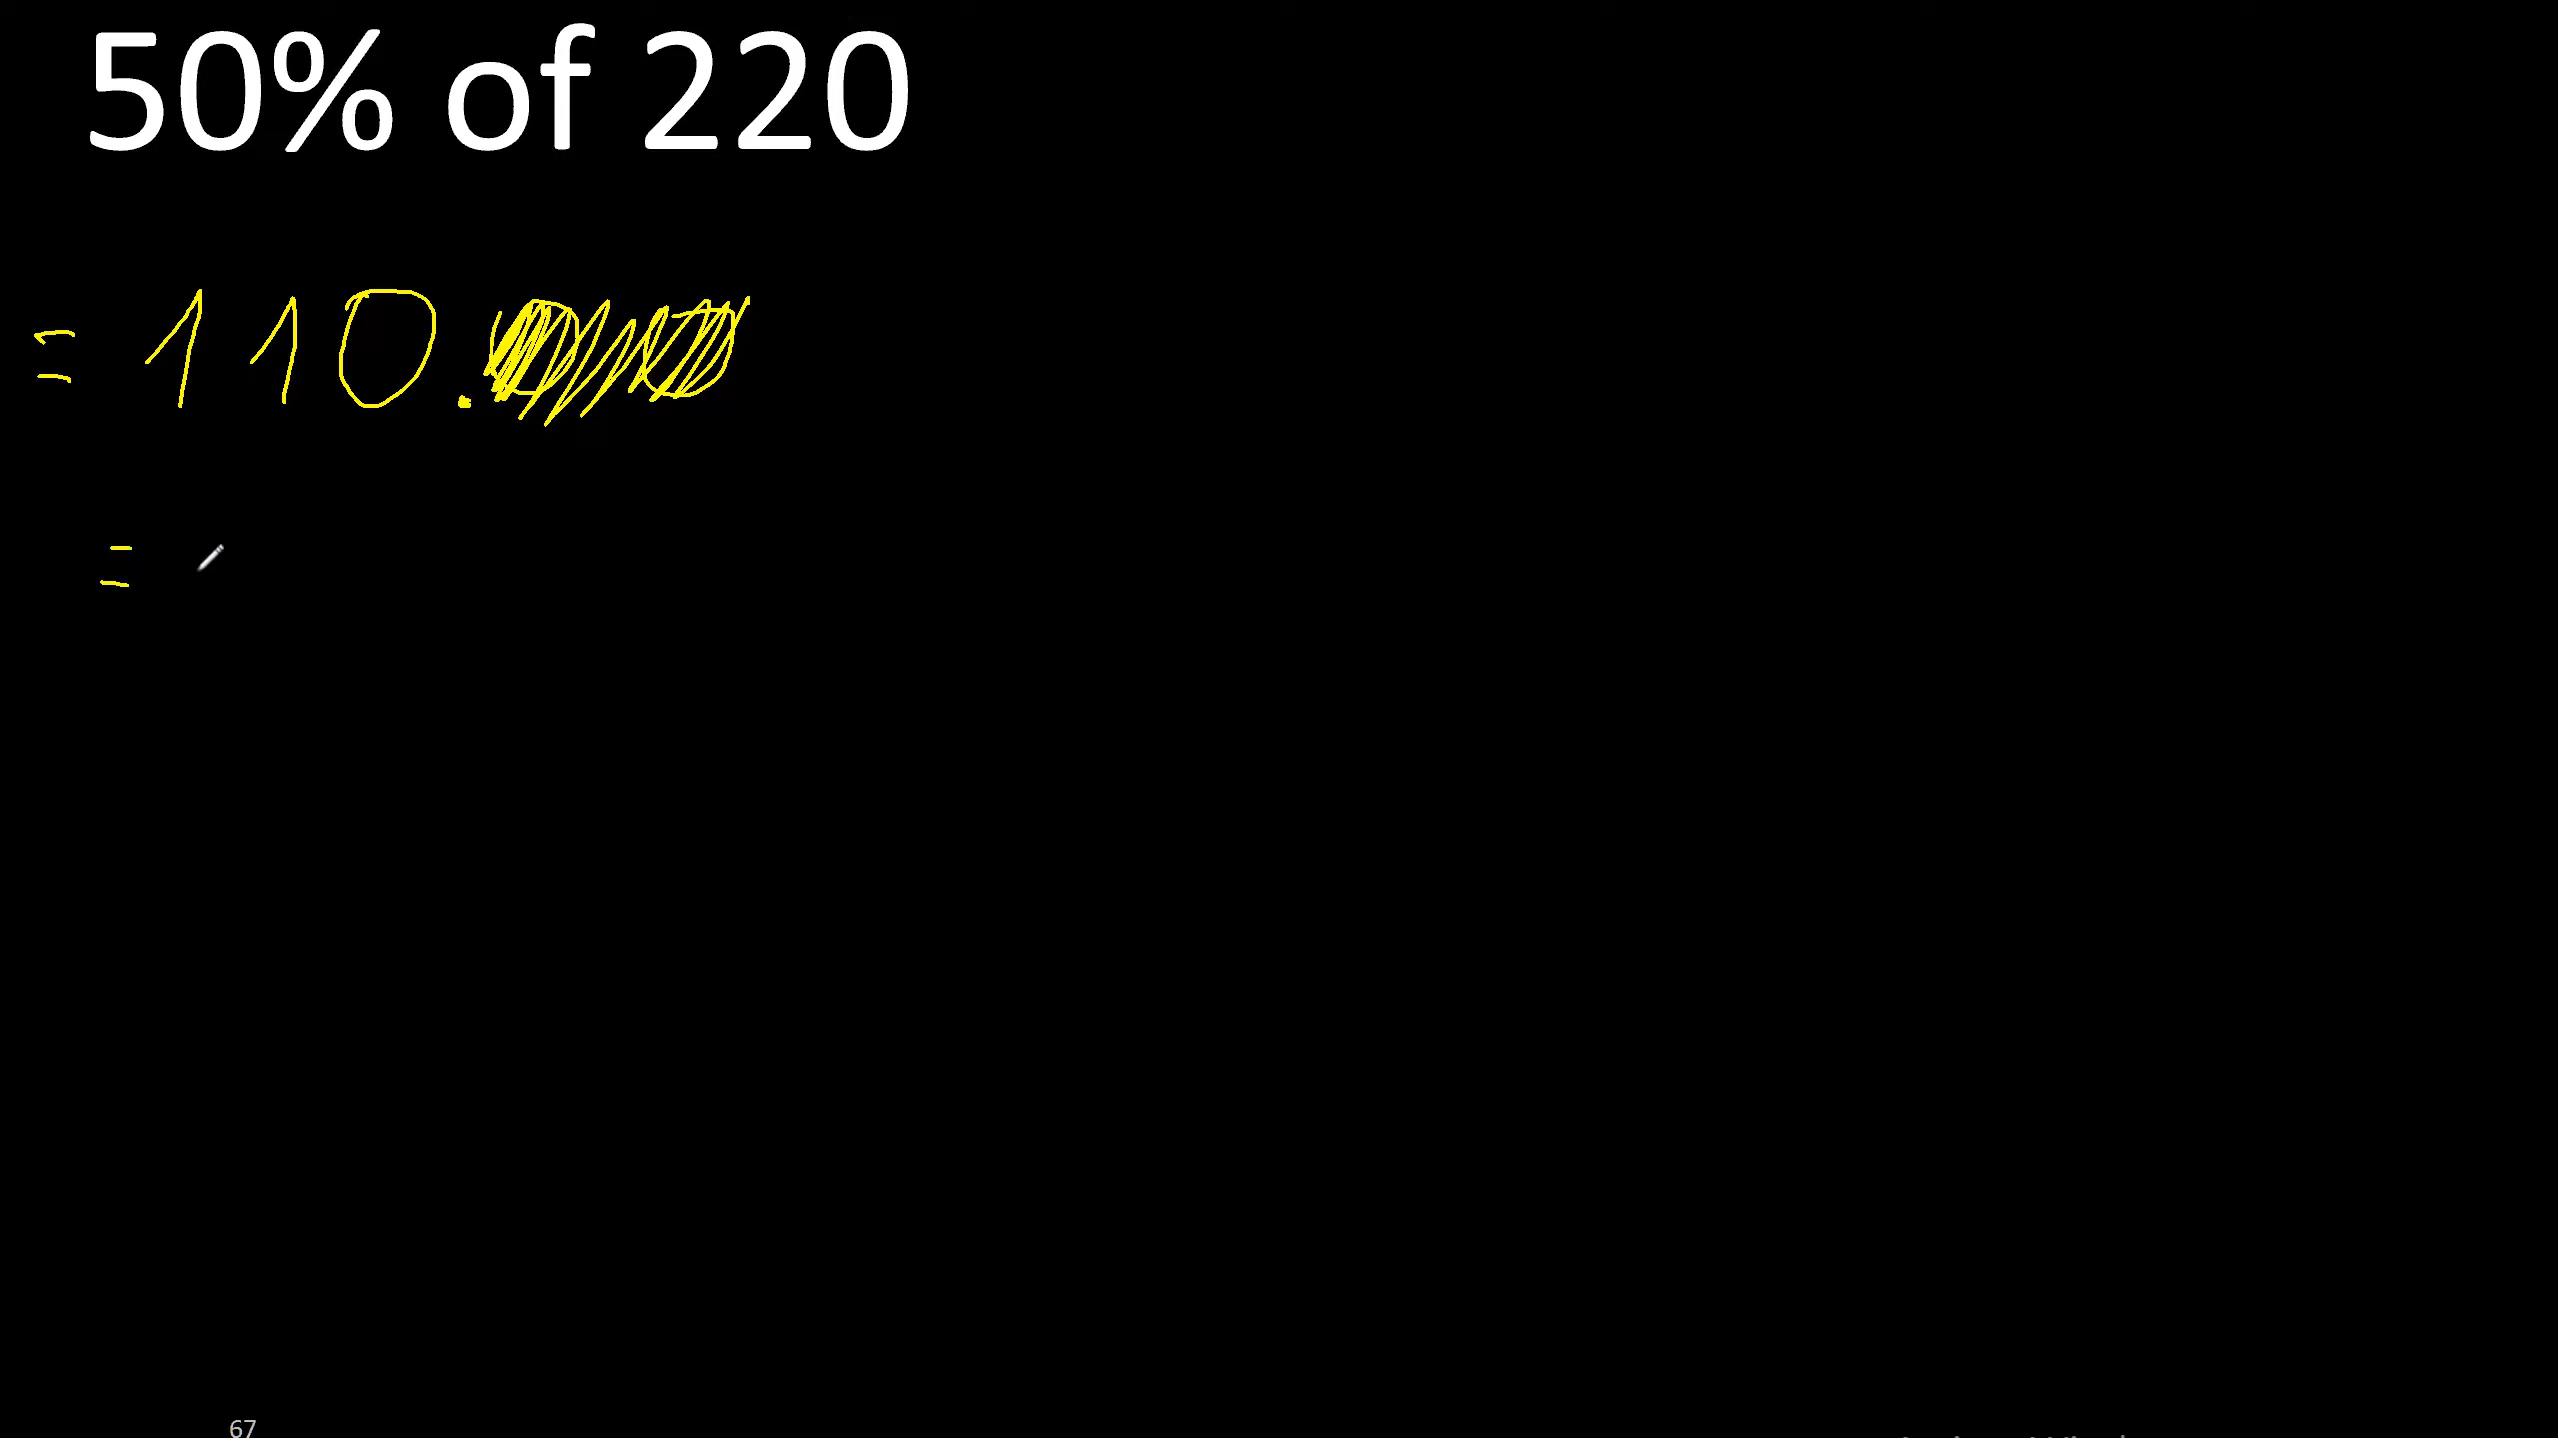 50% of 220
= 110.
=
67